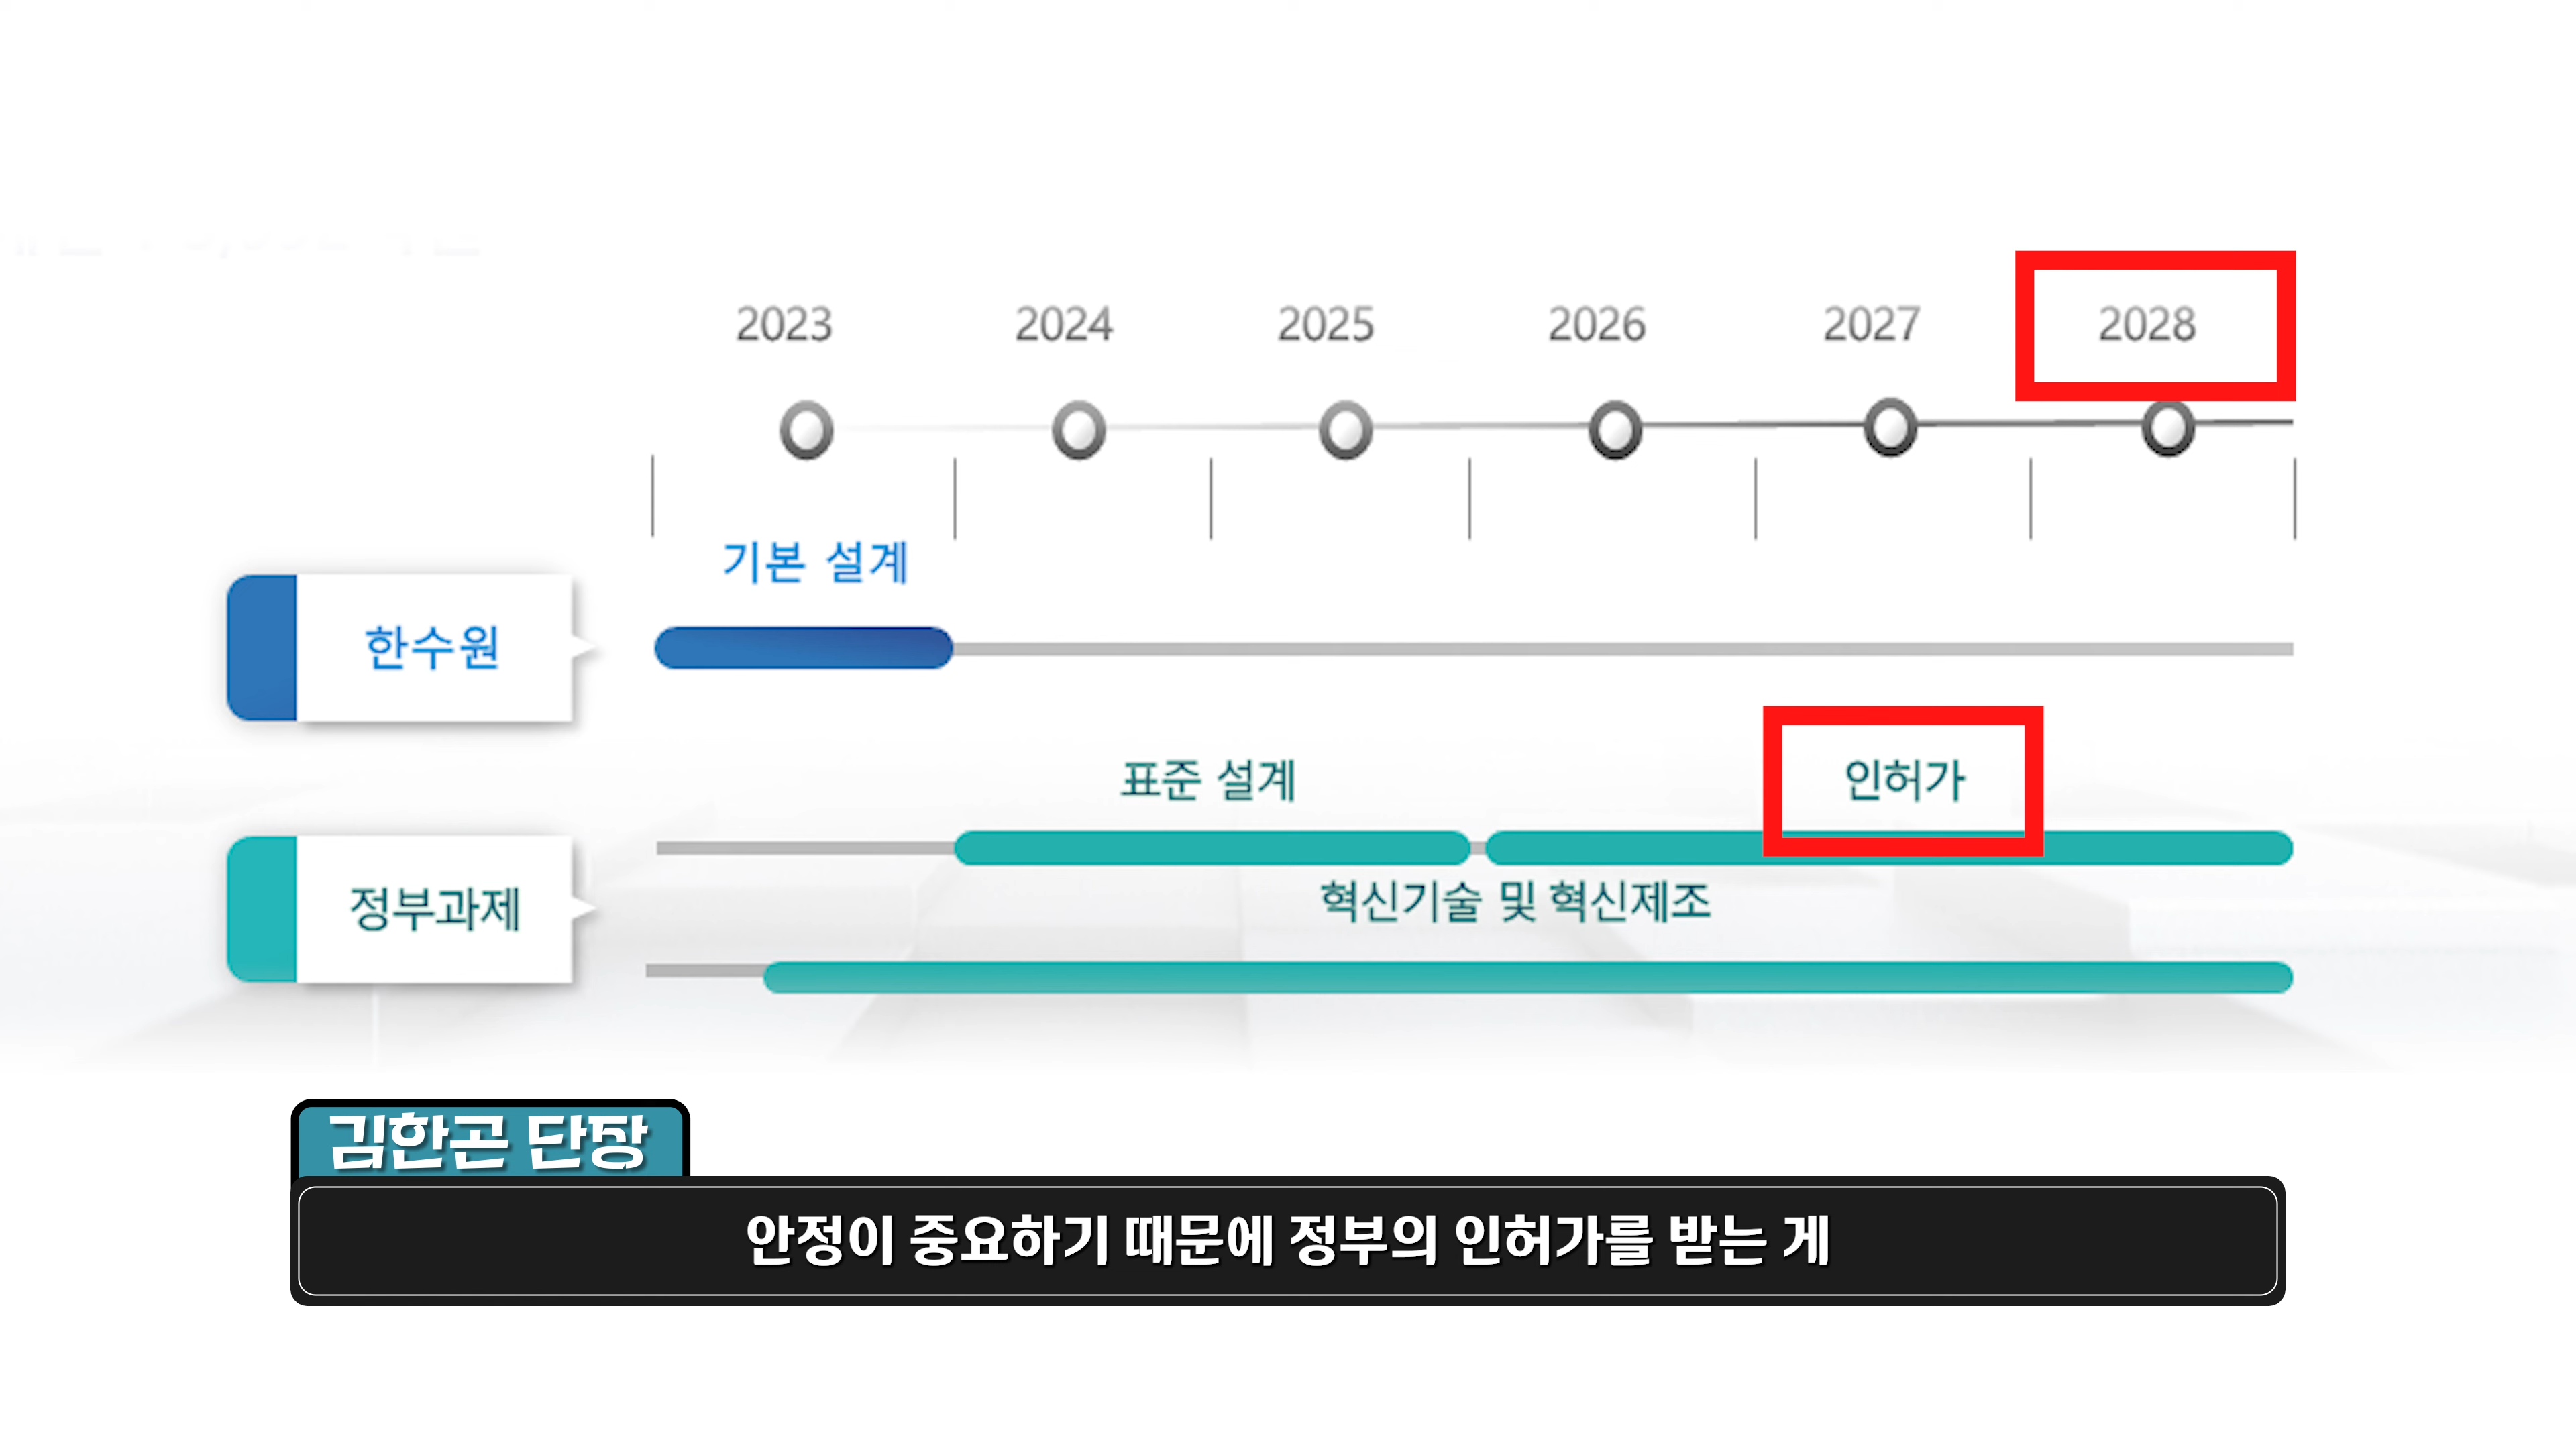 2023 2024 2025 2026 2027 2028
기본 설계
한수원
표준 설계 인허가
정부과제
혁신기술 및 혁신제조
김한곤 단장
안정이 중요하기 때문에 정부의 인허가를 받는 게